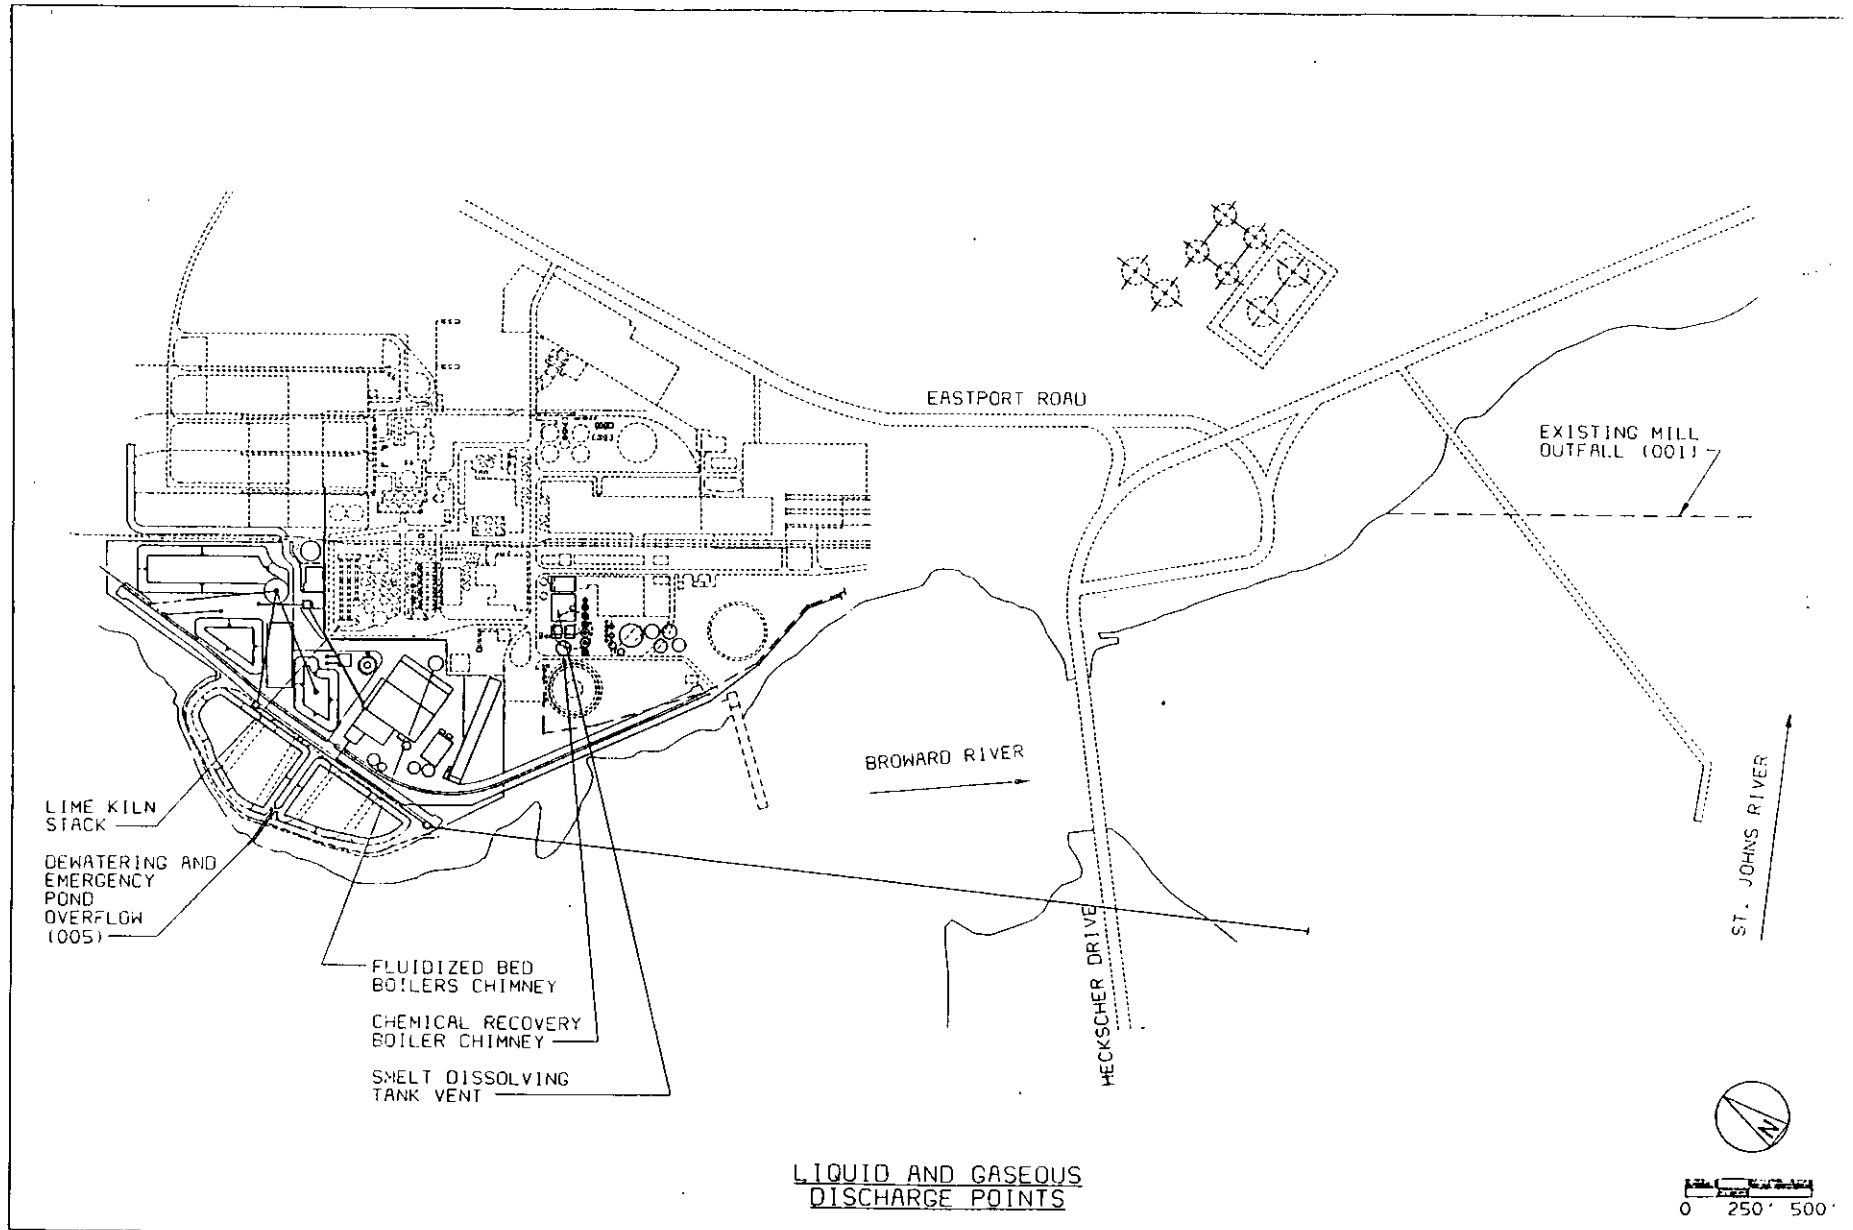 EASTPORT ROAD
EXISTING MILL
OUTFALL (001)
BROWARD RIVER
ST. JOHNS RIVER
HECKSCHER DRIVE
LIME KILN
STACK
DEWATERING AND
EMERGENCY
POND
OVERFLOW
(005)
FLUIDIZED BED
BOILERS CHIMNEY
CHEMICAL RECOVERY
BOILER CHIMNEY
SMELT DISSOLVING
TANK VENT
N
LIQUID AND GASEOUS
DISCHARGE POINTS
0 250' 500'